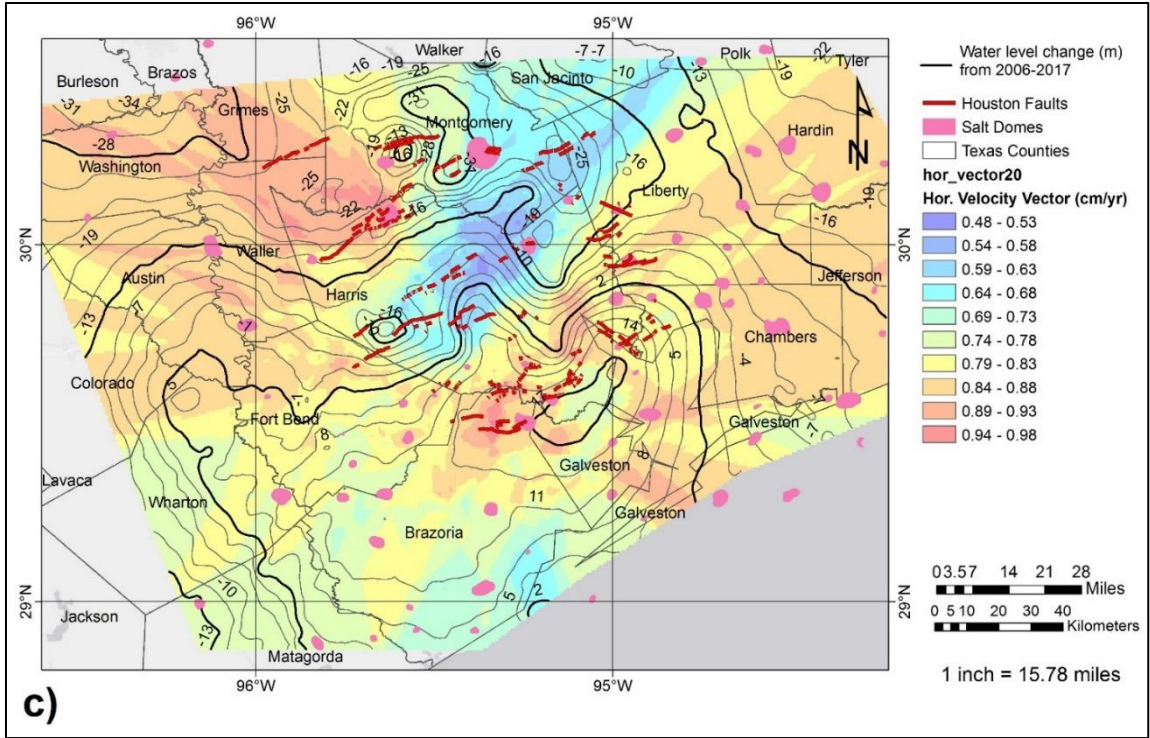 96°W
95°W
Walker
-16
-7 -7
Polk
-22
Tyler
-13
-19
Burleson
Brazos
-16
-19
-25
San Jacinto
-10
-31
-34
Grimes
-25
-22
Montgomery
-13
-19
16
-28
Hardin
-28
Washington
-25
-25
-16
Liberty
-22
-16
-19
-16
-19
30°N
Waller
30°N
Austin
Harris
2
Jefferson
-13
-7
-16
14
Chambers
Colorado
5
5
-4
-1
Fort Bend
8
Galveston
-7
Lavaca
Wharton
Galveston
8
11
Galveston
Brazoria
-10
5
2
29°N
29°N
Jackson
-13
Matagorda
96°W
95°W
Water level change (m)
from 2006-2017
Houston Faults
Salt Domes
Texas Counties
N
hor_vector20
Hor. Velocity Vector (cm/yr)
0.48 - 0.53
0.54 - 0.58
0.59 - 0.63
0.64 - 0.68
0.69 - 0.73
0.74 - 0.78
0.79 - 0.83
0.84 - 0.88
0.89 - 0.93
0.94 - 0.98
0 3.5 7 14 21 28
Miles
0 5 10 20 30 40
Kilometers
1 inch = 15.78 miles
c)